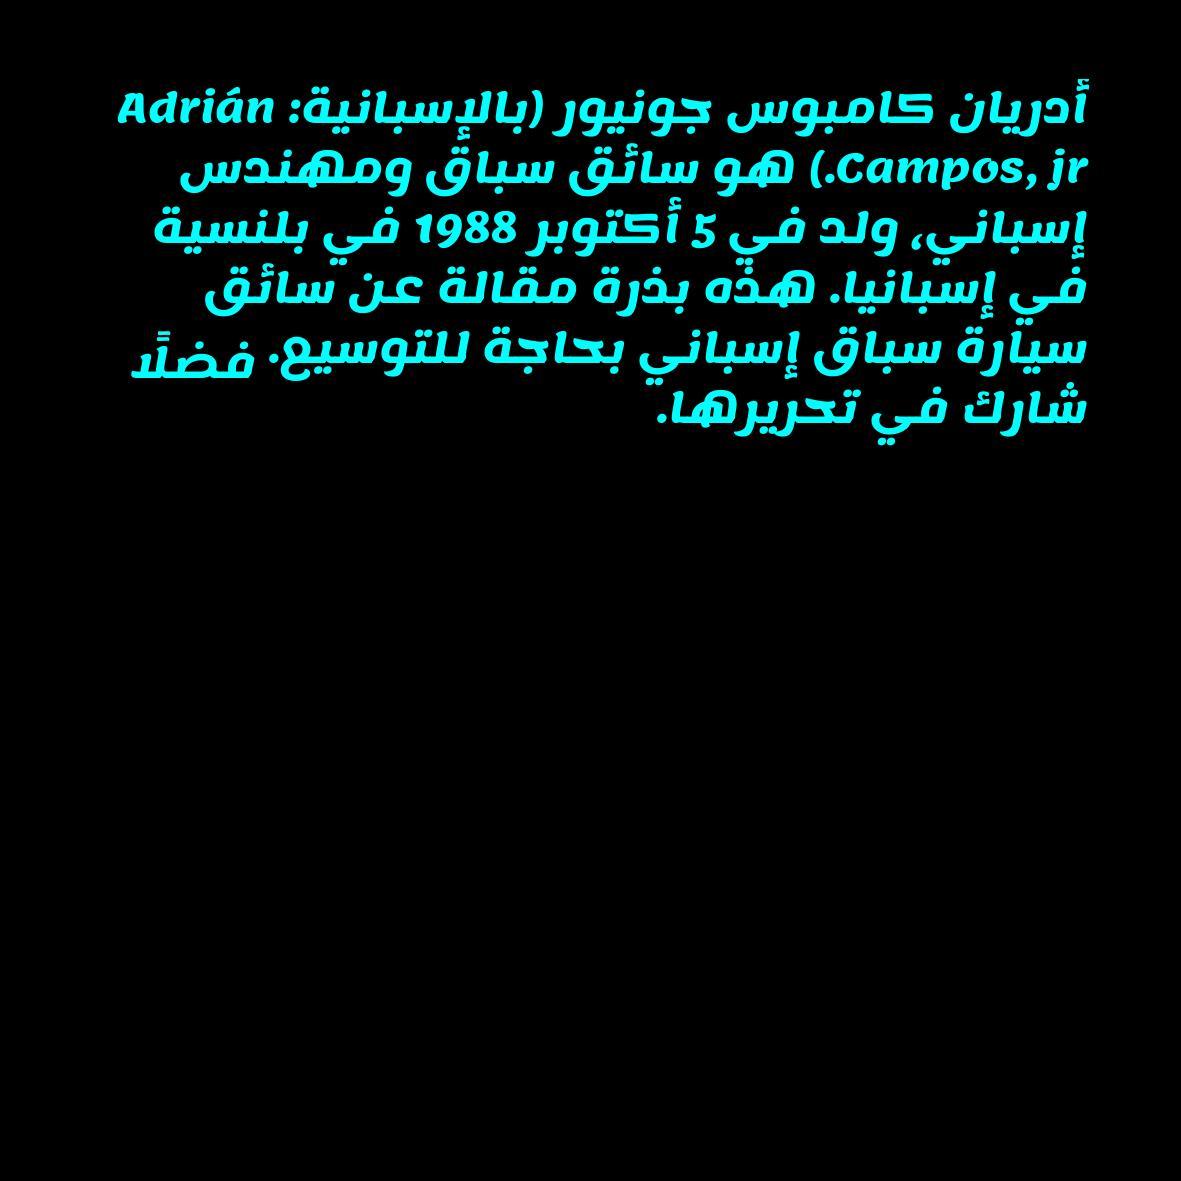 أدريان كامبوس جونيور (بالإسبانية: Adrián
Campos, jr.) هو سائق سباق ومهندس
إسباني، ولد في 5 أكتوبر 1988 في بلنسية
في إسبانيا. هذه بذرة مقالة عن سائق
سيارة سباق إسباني بحاجة للتوسيع. فضلًا
شارك في تحريرها.